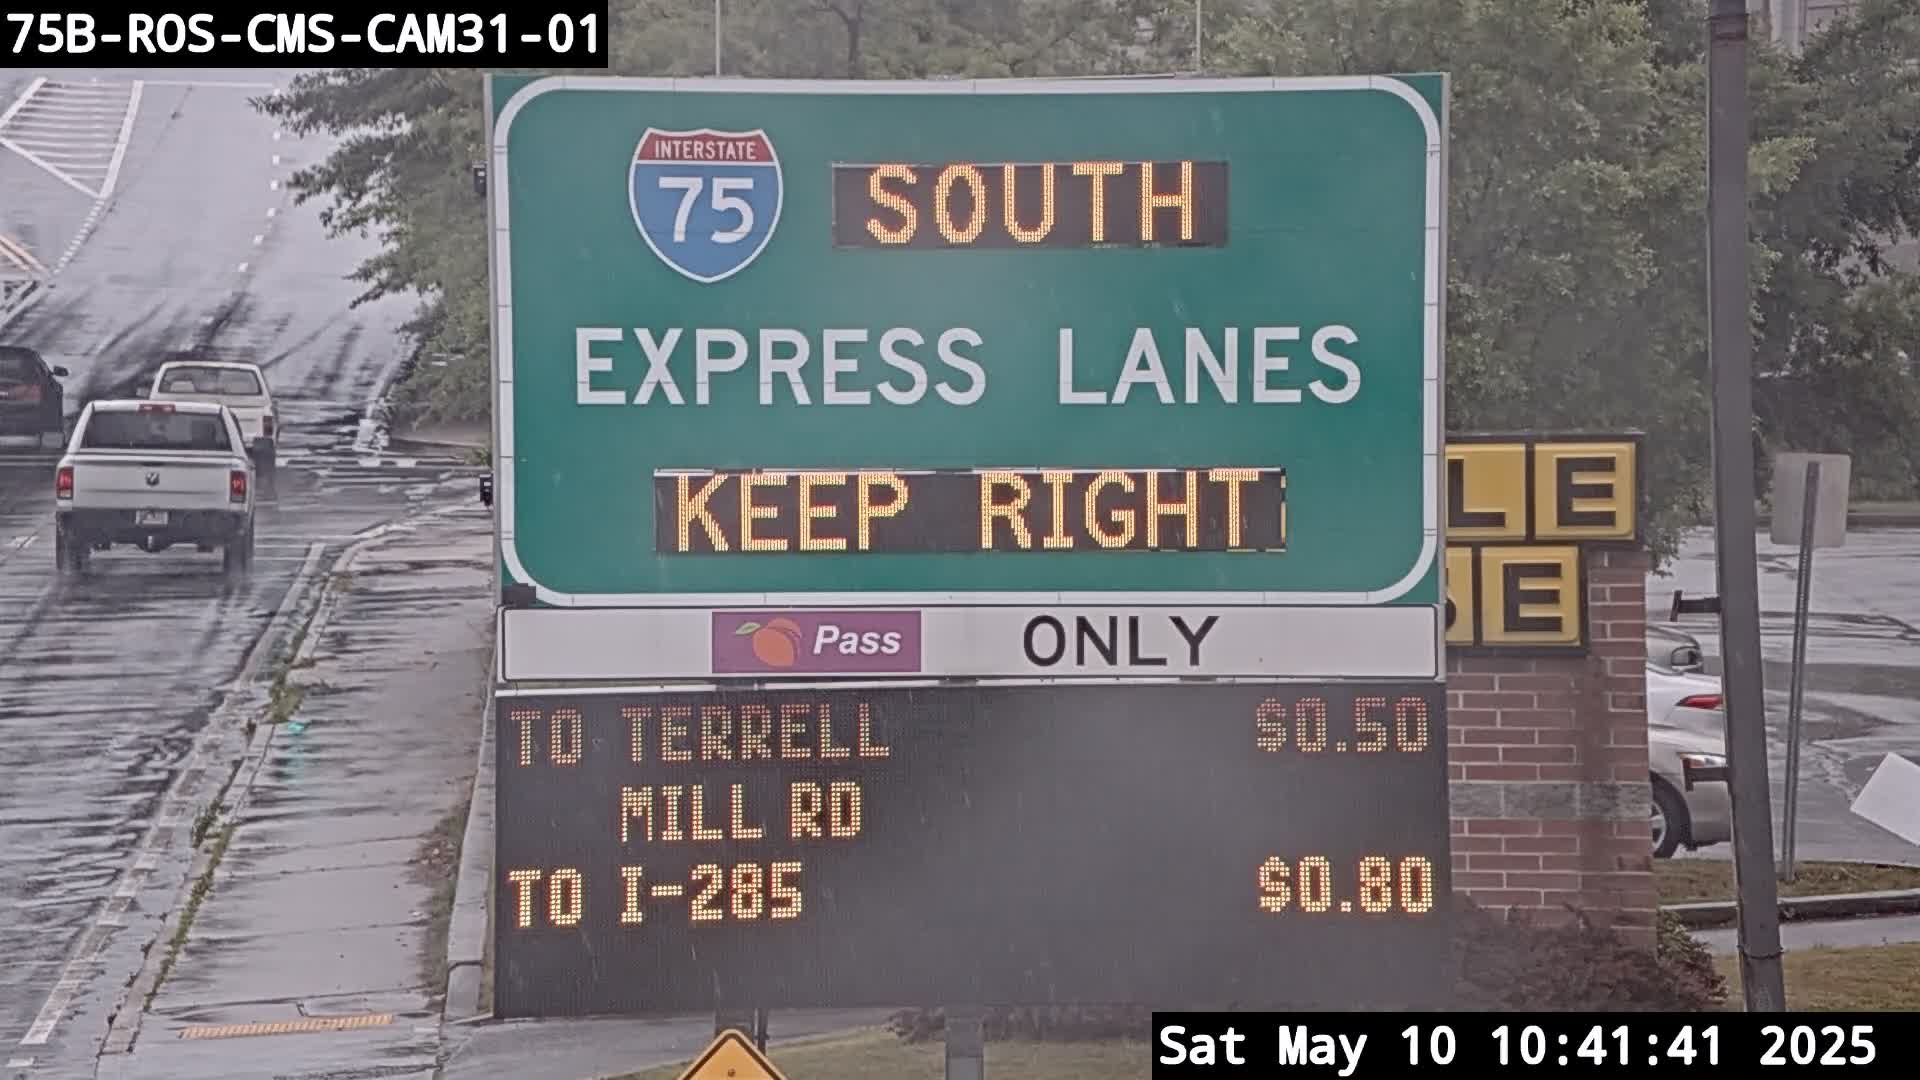 75B-ROS-CMS-CAM31-01
INTERSTATE
75
SOUTH
EXPRESS LANES
KEEP RIGHT
Pass ONLY
TO TERRELL $0.50
MILL RD
TO I-285 $0.80
LE
E
Sat May 10 10:41:41 2025